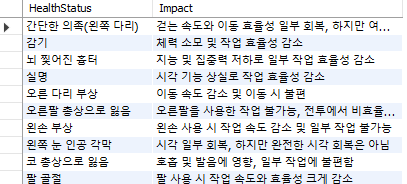 HealthStatus Impact
간단한 의족(왼쪽 다리) 걷는 속도와 이동 효율성 일부 회복, 하지만 여...
감기 체력 소모 및 작업 효율성 감소
뇌 찢어진 흉터 지능 및 집중력 저하로 일부 작업 효율성 감소
실명 시각 기능 상실로 작업 효율성 감소
오른 다리 부상 이동 속도 감소 및 이동 시 불편
오른팔 총상으로 잃음 오른팔을 사용한 작업 불가능, 전투에서 비효율...
왼손 부상 왼손 사용 시 작업 속도 감소 및 일부 작업 불가능
왼쪽 눈 인공 각막 시각 일부 회복, 하지만 완전한 시각 회복은 아님
코 총상으로 잃음 호흡 및 발음에 영향, 일부 작업에 불편함
팔 골절 팔 사용 시 작업 속도와 효율성 크게 감소